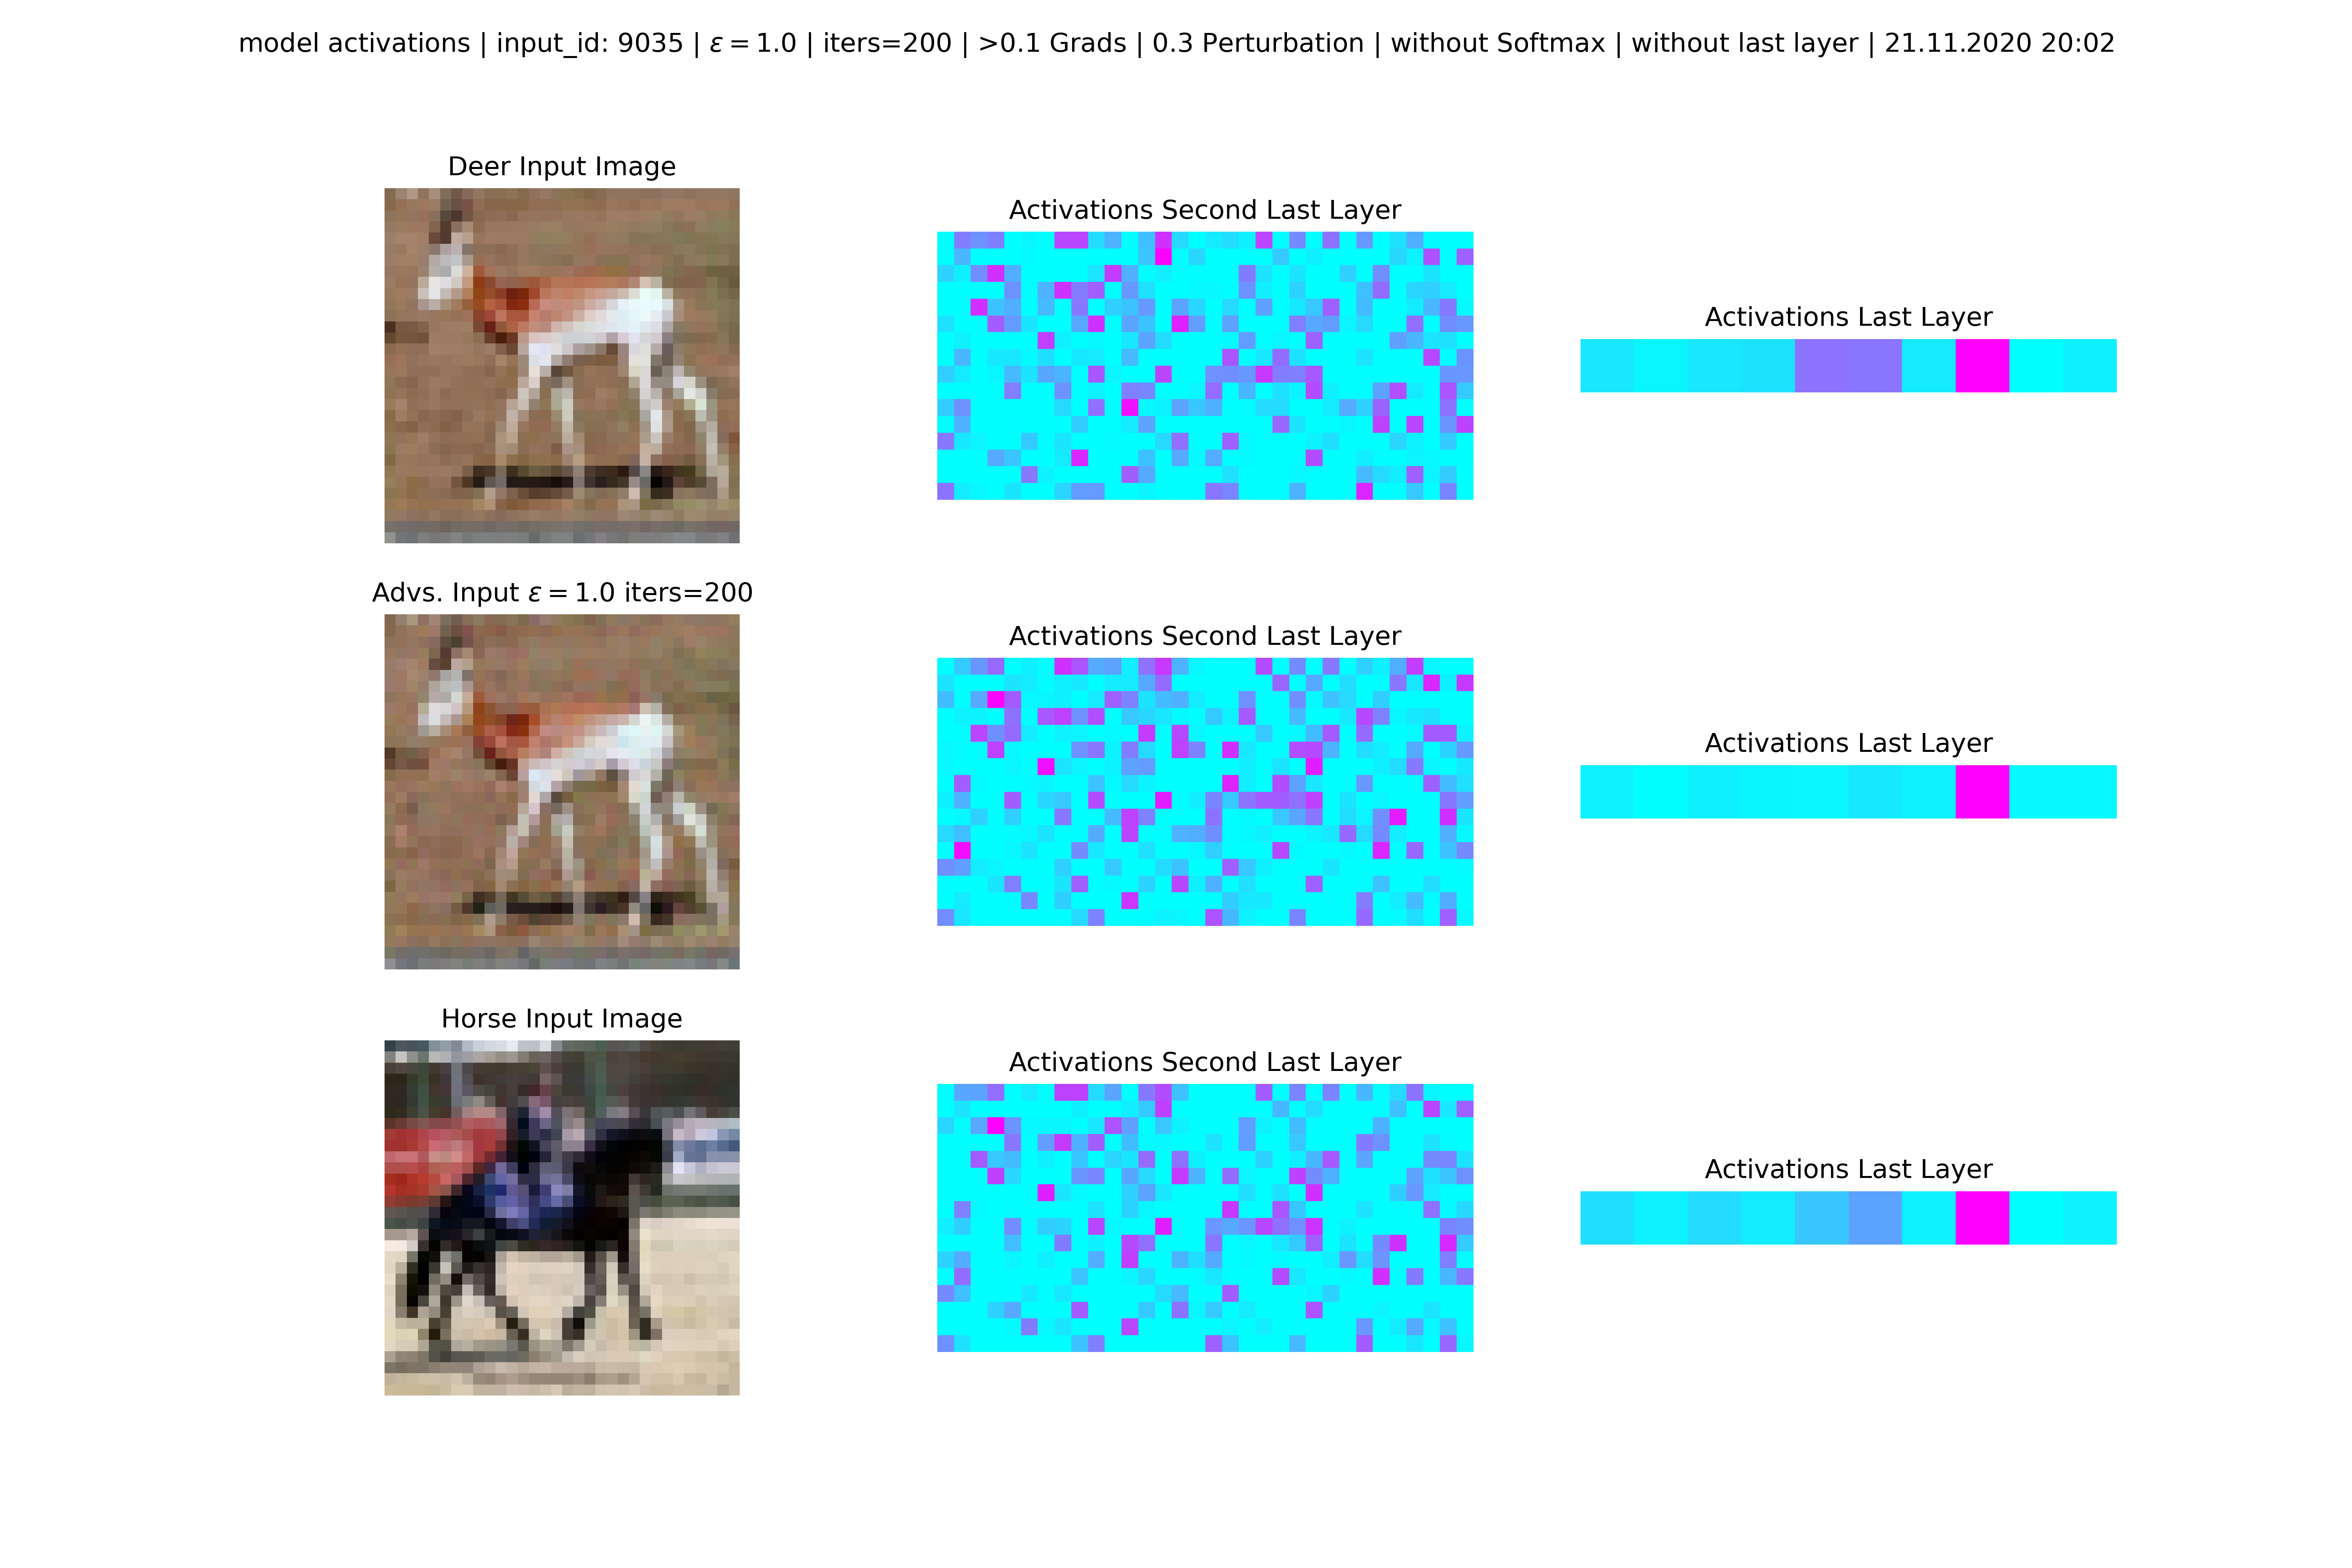 model activations | input_id: 9035 | ε = 1.0 | iters=200 | >0.1 Grads | 0.3 Perturbation | without Softmax | without last layer | 21.11.2020 20:02
Deer Input Image
Activations Second Last Layer
Activations Last Layer
Advs. Input ε = 1.0 iters=200
Activations Second Last Layer
Activations Last Layer
Horse Input Image
Activations Second Last Layer
Activations Last Layer